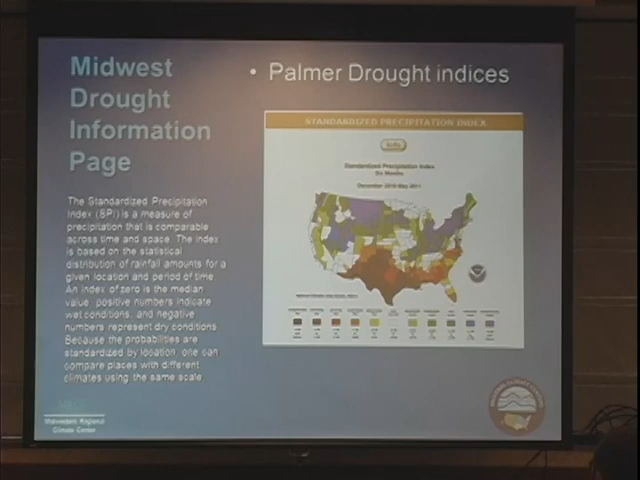 Midwest
Drought
Information
Page
• Palmer Drought indices
STANDARDIZED PRECIPITATION INDEX
Info
Standardized Precipitation Index
Six Months
December 2010-May 2011
The Standardized Precipitation
Index (SPI) is a measure of
precipitation that is comparable
across time and space. The index
is based on the statistical
distribution of rainfall amounts for a
given location and period of time.
An index of zero is the median
value, positive numbers indicate
wet conditions, and negative
numbers represent dry conditions.
Because the probabilities are
standardized by location, one can
compare places with different
climates using the same scale
Midwestern Regional
Climate Center